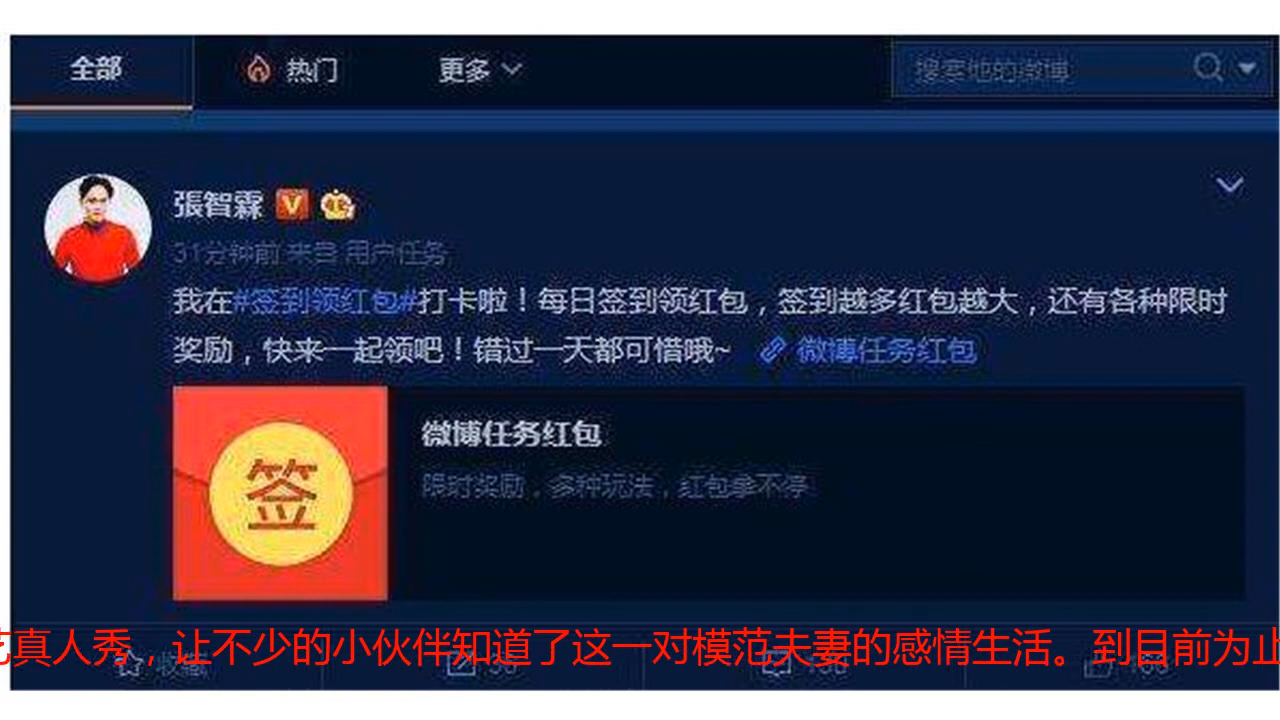 全部 热门 更多 搜索他的微博
張智霖
31分钟前 来自 用户任务
我在#签到领红包#打卡啦！每日签到领红包，签到越多红包越大，还有各种限时
奖励，快来一起领吧！错过一天都可惜哦~ 微博任务红包
签
微博任务红包
限时奖励，多种玩法，红包拿不停
真人秀，让不少的小伙伴知道了这一对模范夫妻的感情生活。到目前为止
收藏